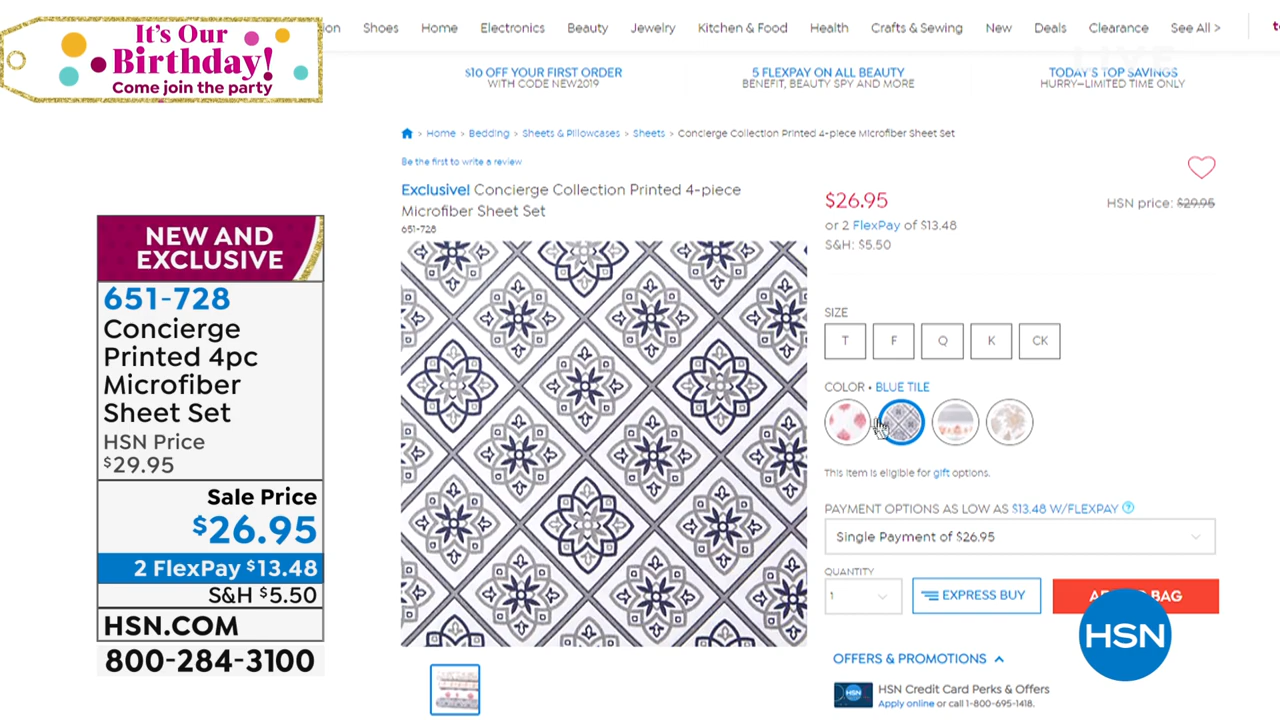 It's Our
Birthday!
Come join the party
Shoes
Home
Electronics
Beauty
Jewelry
Kitchen & Food
Health
Crafts & Sewing
New
Deals
Clearance
See All >
LIVE
$10 OFF YOUR FIRST ORDER
WITH CODE NEW2019
5 FLEXPAY ON ALL BEAUTY
BENEFIT, BEAUTY SPY AND MORE
TODAY'S TOP SAVINGS
HURRY—LIMITED TIME ONLY
> Home > Bedding > Sheets & Pillowcases > Sheets > Concierge Collection Printed 4-piece Microfiber Sheet Set
Be the first to write a review
Exclusive! Concierge Collection Printed 4-piece
Microfiber Sheet Set
651-728
$26.95
HSN price: $29.95
or 2 FlexPay of $13.48
S&H: $5.50
SIZE
T
F
Q
K
CK
COLOR • BLUE TILE
This item is eligible for gift options.
PAYMENT OPTIONS AS LOW AS $13.48 W/FLEXPAY ?
Single Payment of $26.95
QUANTITY
1
EXPRESS BUY
BAG
HSN
OFFERS & PROMOTIONS
HSN
HSN Credit Card Perks & Offers
Apply online or call 1-800-695-1418.
NEW AND
EXCLUSIVE
651-728
Concierge
Printed 4pc
Microfiber
Sheet Set
HSN Price
$29.95
Sale Price
$26.95
2 FlexPay $13.48
S&H $5.50
HSN.COM
800-284-3100